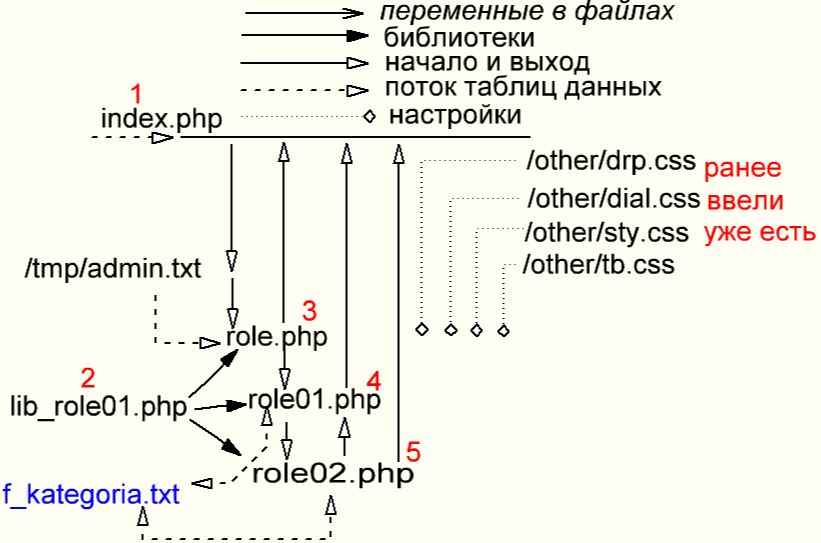 переменные в файлах
библиотеки
начало и выход
поток таблиц данных
настройки
1
index.php
/other/drp.css ранее
/other/dial.css ввели
/other/sty.css уже есть
/other/tb.css
/tmp/admin.txt
3
role.php
2
lib_role01.php
4
role01.php
5
role02.php
f_kategoria.txt